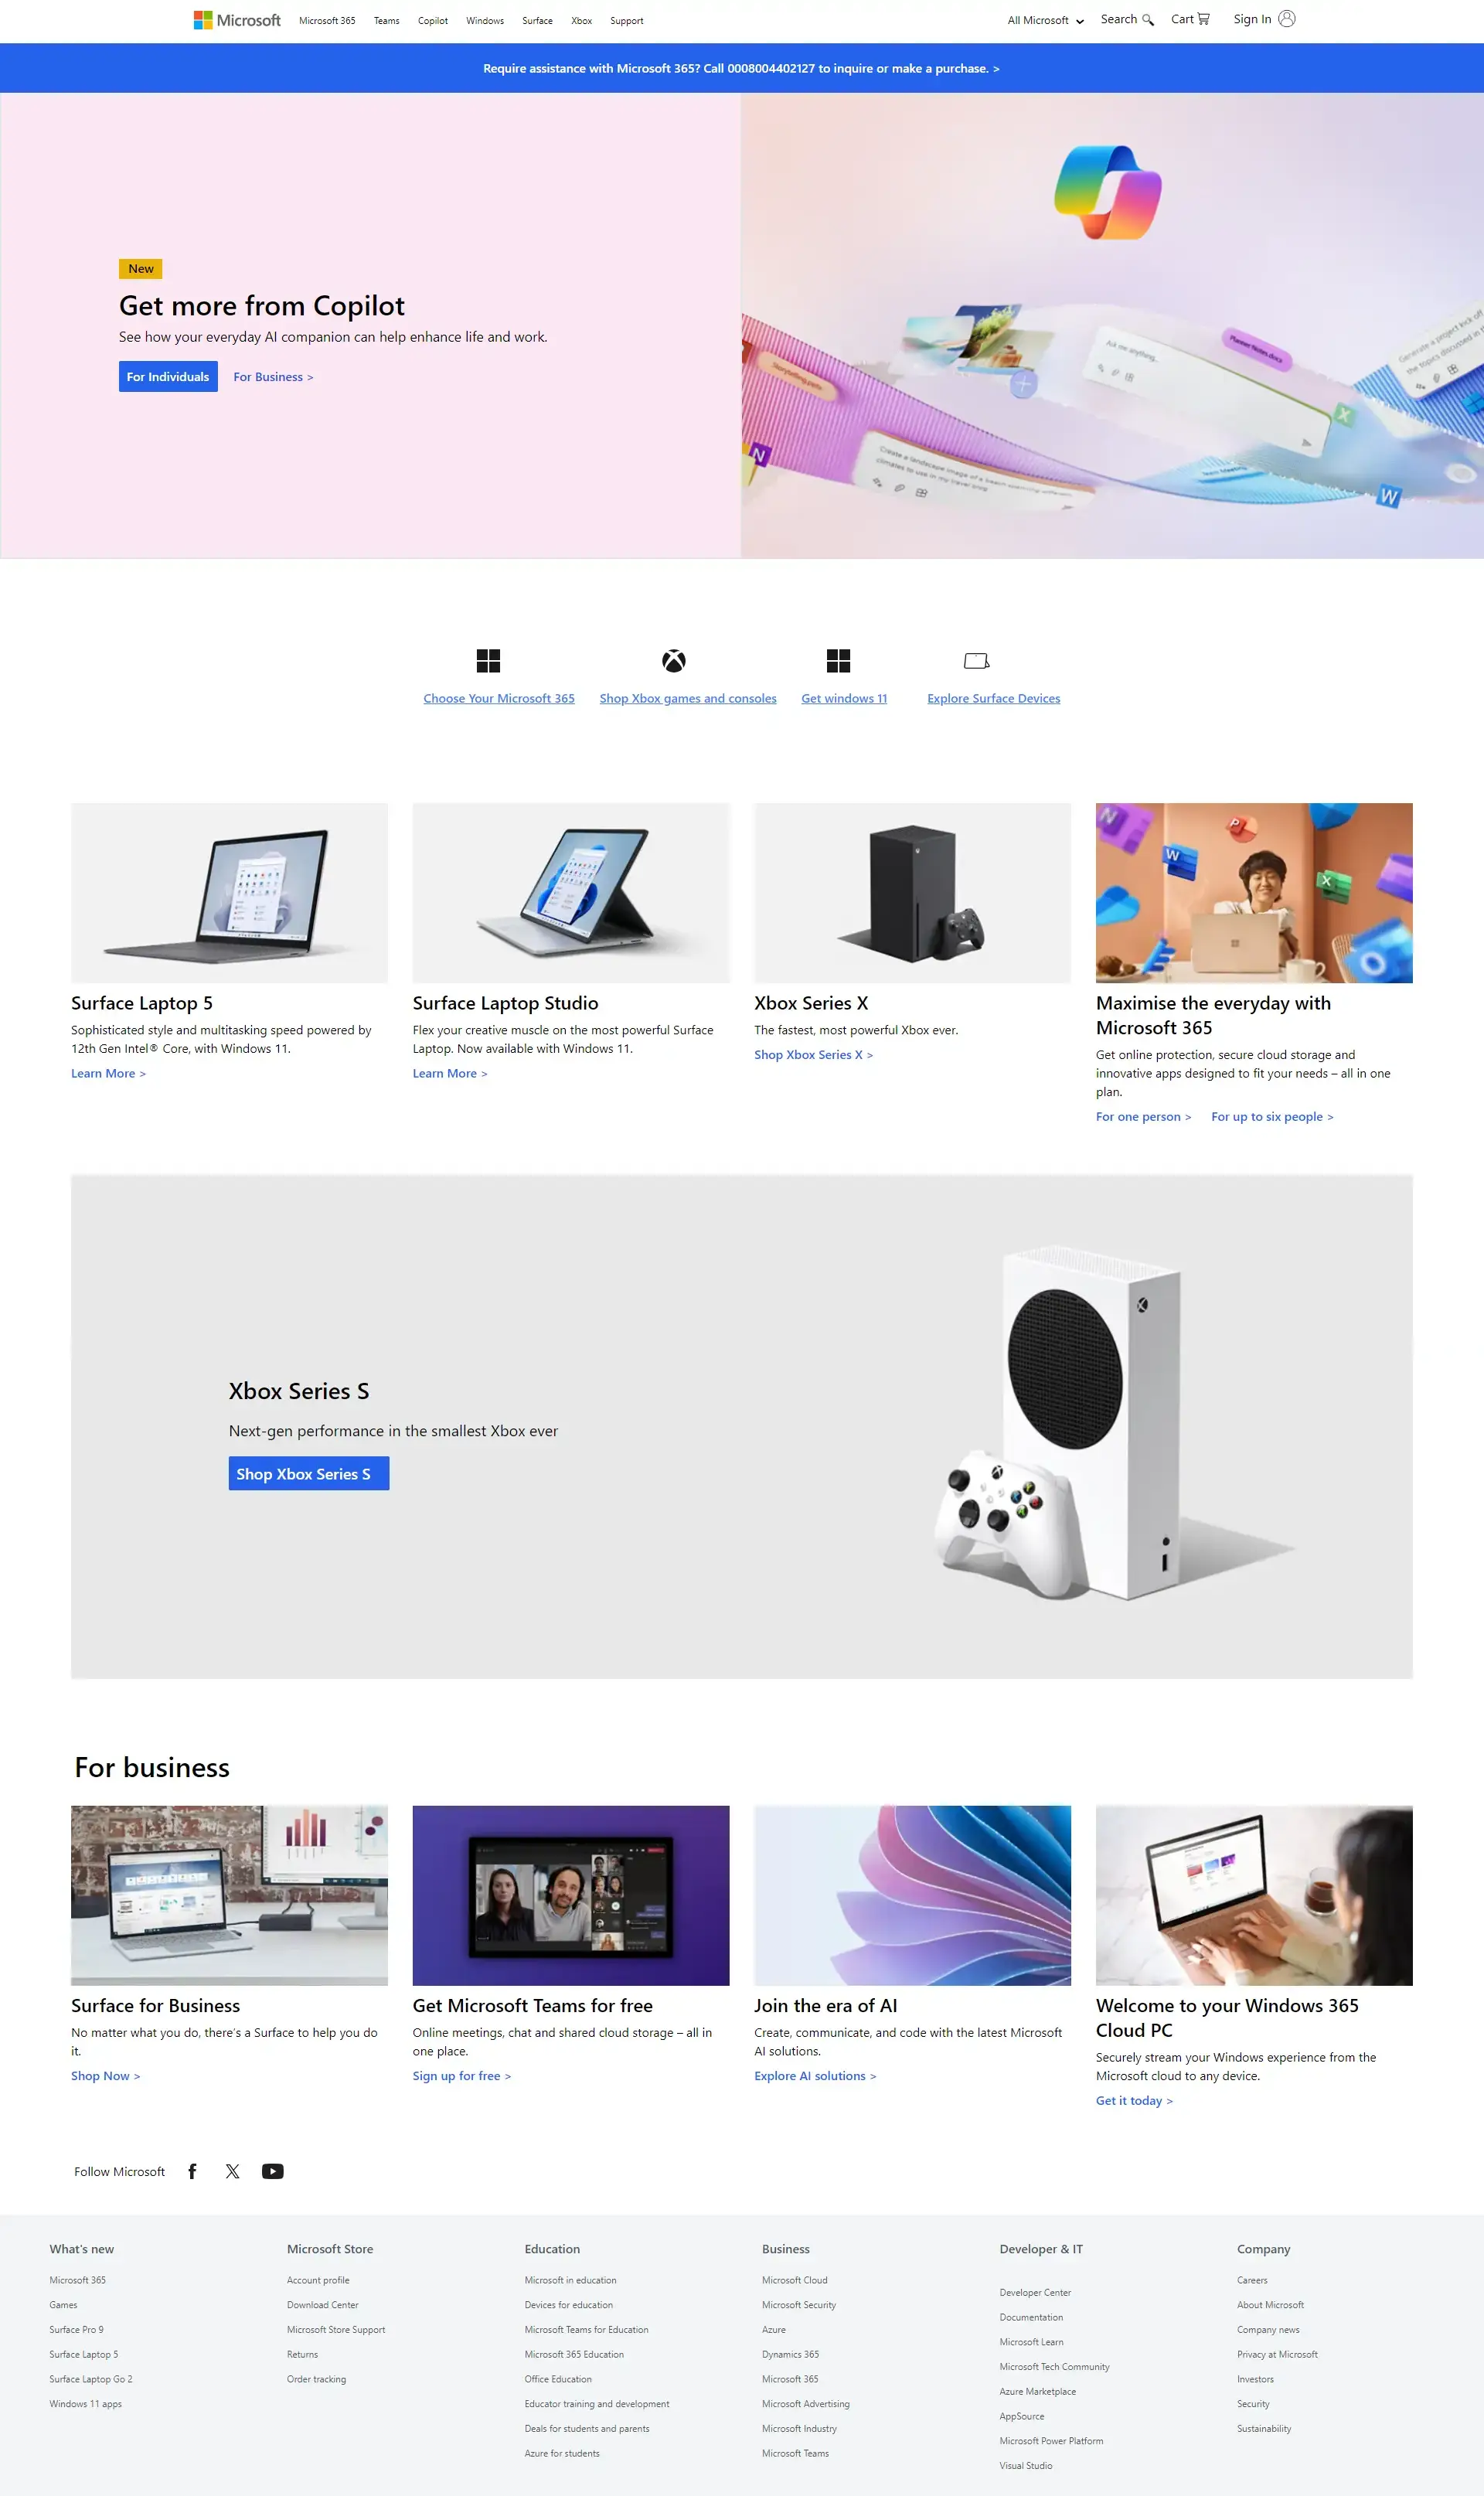 Microsoft Microsoft 365 Teams Copilot Windows Surface Xbox Support All Microsoft Search Cart Sign In
Require assistance with Microsoft 365? Call 0008004402127 to inquire or make a purchase. >
New
Get more from Copilot
See how your everyday AI companion can help enhance life and work.
For Individuals For Business >
Storytelling.pptx
Ask me anything...
Planner Notes.docx
Choose Your Microsoft 365 Shop Xbox games and consoles Get windows 11 Explore Surface Devices
Surface Laptop 5
Sophisticated style and multitasking speed powered by
12th Gen Intel® Core, with Windows 11.
Learn More >
Surface Laptop Studio
Flex your creative muscle on the most powerful Surface
Laptop. Now available with Windows 11.
Learn More >
Xbox Series X
The fastest, most powerful Xbox ever.
Shop Xbox Series X >
Maximise the everyday with
Microsoft 365
Get online protection, secure cloud storage and
innovative apps designed to fit your needs – all in one
plan.
For one person > For up to six people >
Xbox Series S
Next-gen performance in the smallest Xbox ever
Shop Xbox Series S
For business
Surface for Business
No matter what you do, there's a Surface to help you do
it.
Shop Now >
Get Microsoft Teams for free
Online meetings, chat and shared cloud storage – all in
one place.
Sign up for free >
Join the era of AI
Create, communicate, and code with the latest Microsoft
AI solutions.
Explore AI solutions >
Welcome to your Windows 365
Cloud PC
Securely stream your Windows experience from the
Microsoft cloud to any device.
Get it today >
Follow Microsoft
What's new
Microsoft 365
Games
Surface Pro 9
Surface Laptop 5
Surface Laptop Go 2
Windows 11 apps
Microsoft Store
Account profile
Download Center
Microsoft Store Support
Returns
Order tracking
Education
Microsoft in education
Devices for education
Microsoft Teams for Education
Microsoft 365 Education
Office Education
Educator training and development
Deals for students and parents
Azure for students
Business
Microsoft Cloud
Microsoft Security
Azure
Dynamics 365
Microsoft 365
Microsoft Advertising
Microsoft Industry
Microsoft Teams
Developer & IT
Developer Center
Documentation
Microsoft Learn
Microsoft Tech Community
Azure Marketplace
AppSource
Microsoft Power Platform
Visual Studio
Company
Careers
About Microsoft
Company news
Privacy at Microsoft
Investors
Security
Sustainability